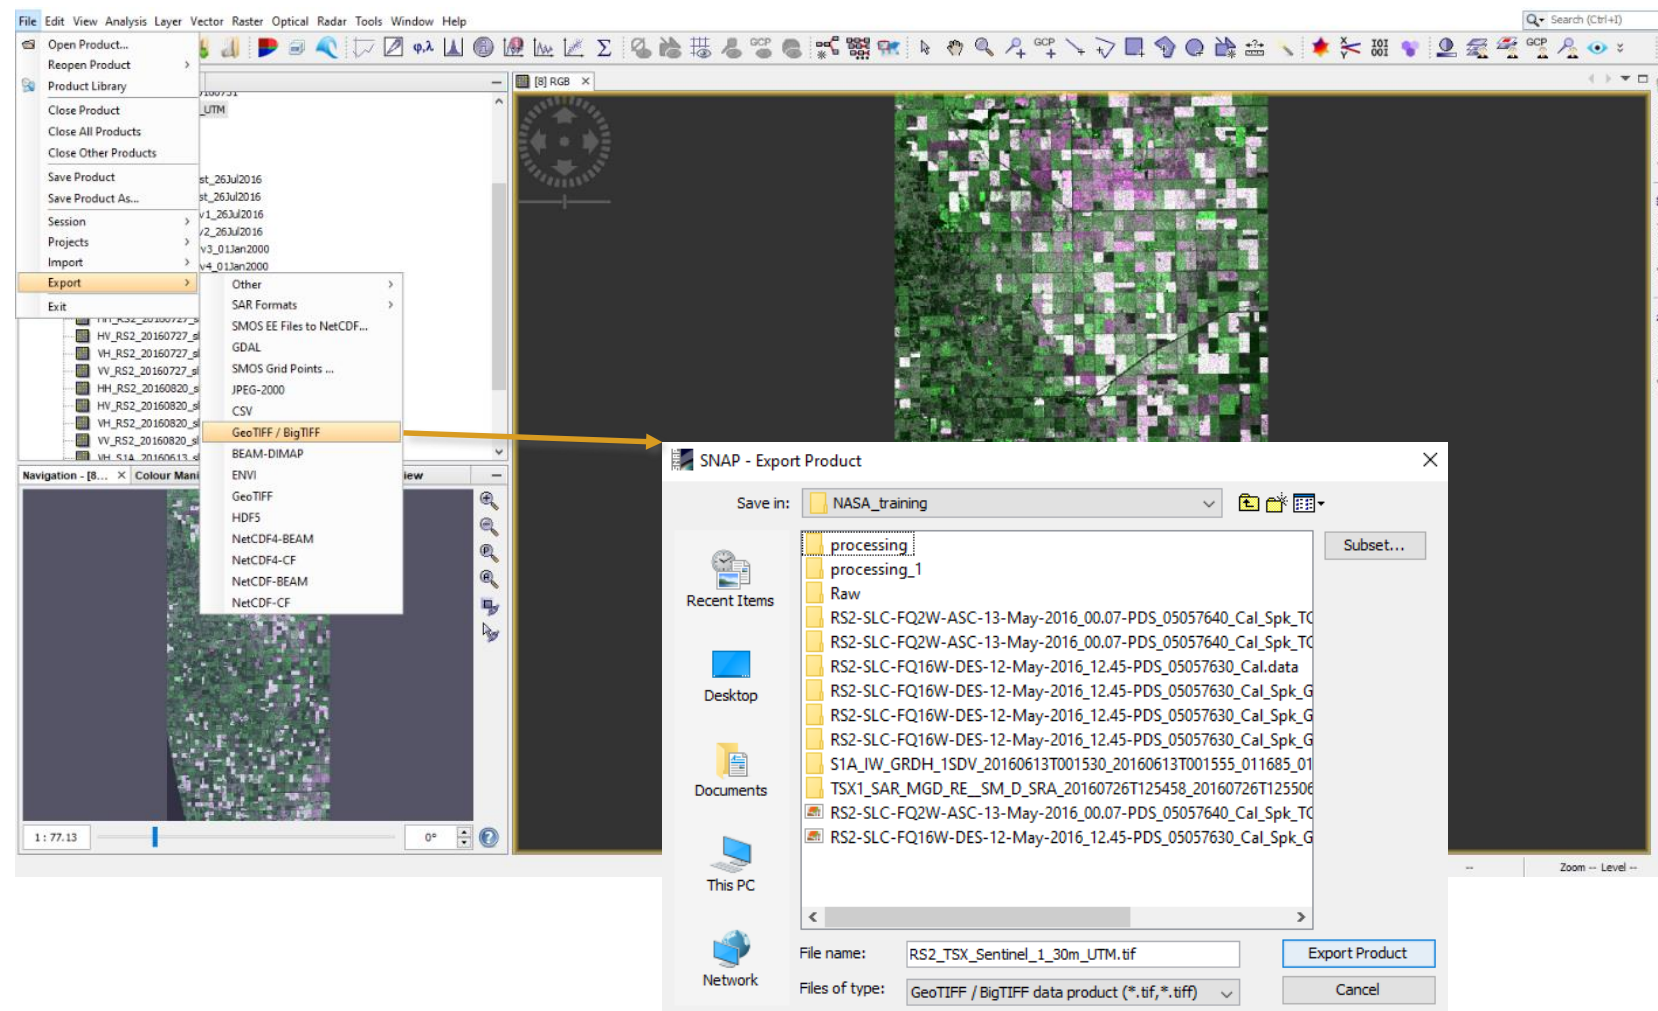 File Edit View Analysis Layer Vector Raster Optical Radar Tools Window Help
Search (Ctrl+I)
Open Product...
Reopen Product
Product Library
Close Product
Close All Products
Close Other Products
Save Product
Save Product As...
Session
Projects
Import
Export
Exit
_UTM
st_26Jul2016
st_26Jul2016
v1_26Jul2016
v2_26Jul2016
v3_01Jan2000
v4_01Jan2000
HV_RS2_20160727_sl
VH_RS2_20160727_sl
VV_RS2_20160727_sl
HH_RS2_20160820_s
HV_RS2_20160820_sl
VH_RS2_20160820_sl
VV_RS2_20160820_sl
VH_S1A_20160613_sl
Other
SAR Formats
SMOS EE Files to NetCDF...
GDAL
SMOS Grid Points ...
JPEG-2000
CSV
GeoTIFF / BigTIFF
BEAM-DIMAP
ENVI
GeoTIFF
HDF5
NetCDF4-BEAM
NetCDF4-CF
NetCDF-BEAM
NetCDF-CF
[8] RGB
Navigation - [8... Colour Mani iew
1 : 77.13
0°
Zoom -- Level --
SNAP - Export Product
Save in: NASA_training
Subset...
Recent Items
Desktop
Documents
This PC
Network
processing
processing_1
Raw
RS2-SLC-FQ2W-ASC-13-May-2016_00.07-PDS_05057640_Cal_Spk_TC
RS2-SLC-FQ2W-ASC-13-May-2016_00.07-PDS_05057640_Cal_Spk_TC
RS2-SLC-FQ16W-DES-12-May-2016_12.45-PDS_05057630_Cal.data
RS2-SLC-FQ16W-DES-12-May-2016_12.45-PDS_05057630_Cal_Spk_G
RS2-SLC-FQ16W-DES-12-May-2016_12.45-PDS_05057630_Cal_Spk_G
RS2-SLC-FQ16W-DES-12-May-2016_12.45-PDS_05057630_Cal_Spk_G
S1A_IW_GRDH_1SDV_20160613T001530_20160613T001555_011685_01
TSX1_SAR_MGD_RE__SM_D_SRA_20160726T125458_20160726T125506
RS2-SLC-FQ2W-ASC-13-May-2016_00.07-PDS_05057640_Cal_Spk_TC
RS2-SLC-FQ16W-DES-12-May-2016_12.45-PDS_05057630_Cal_Spk_G
File name: RS2_TSX_Sentinel_1_30m_UTM.tif
Export Product
Files of type: GeoTIFF / BigTIFF data product (*.tif,*.tiff)
Cancel